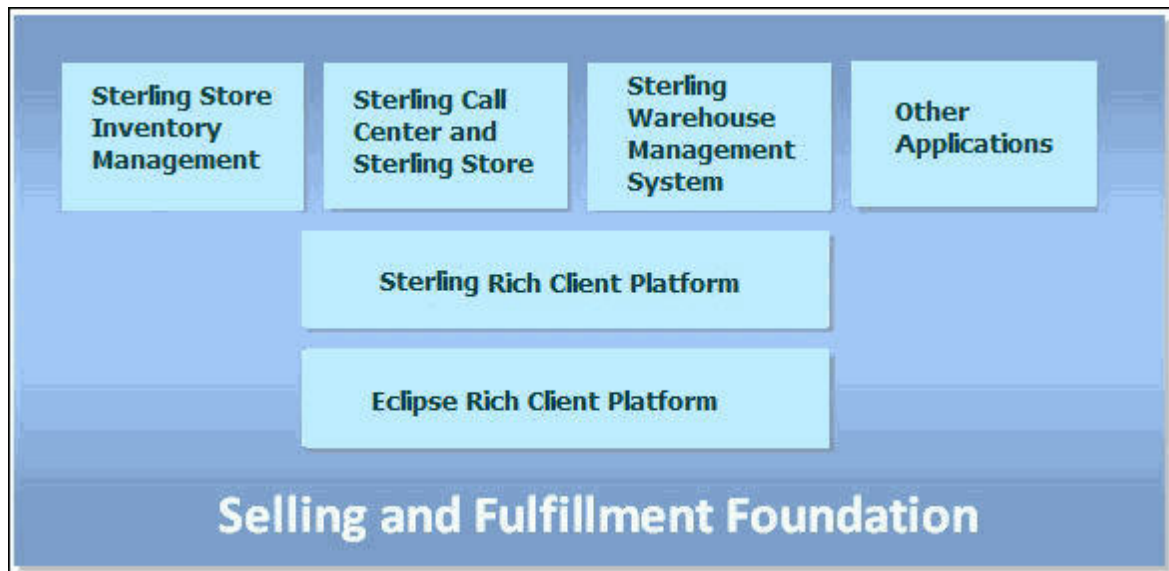 Sterling Store
Inventory
Management
Sterling Call
Center and
Sterling Store
Sterling
Warehouse
Management
System
Other
Applications
Sterling Rich Client Platform
Eclipse Rich Client Platform
Selling and Fulfillment Foundation